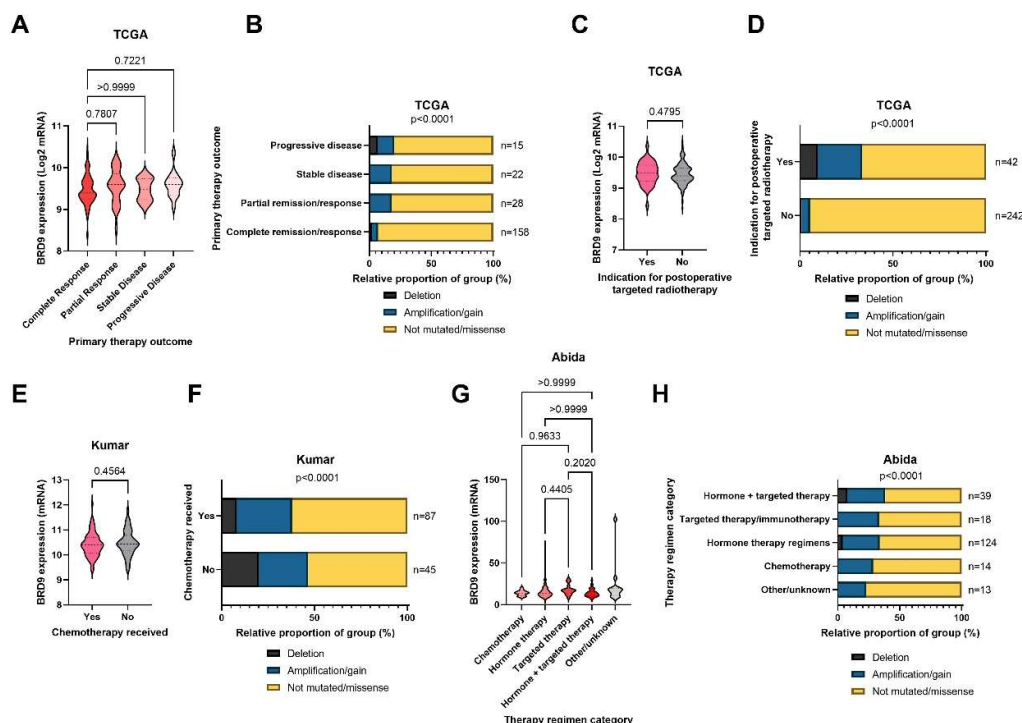 A
TCGA
0.7221
>0.9999
0.7807
BRD9 expression (Log2 mRNA)
11
10
9
8
Complete Response
Partial Response
Stable Disease
Progressive Disease
Primary therapy outcome
B
TCGA
p<0.0001
Primary therapy outcome
Progressive disease
n=15
Stable disease
n=22
Partial remission/response
n=28
Complete remission/response
n=158
0
100
Relative proportion of group (%)
Deletion
Amplification/gain
Not mutated/missense
C
TCGA
0.4795
BRD9 expression (Log2 mRNA)
11
10
9
8
7
Yes
No
Indication for postoperative
targeted radiotherapy
D
TCGA
p<0.0001
Indication for postoperative
targeted radiotherapy
Yes
n=42
No
n=242
0
100
Relative proportion of group (%)
Deletion
Amplification/gain
Not mutated/missense
E
Kumar
0.4564
BRD9 expression (mRNA)
13
12
11
10
9
8
Yes
No
Chemotherapy received
F
Kumar
p<0.0001
Chemotherapy received
Yes
n=87
No
n=45
0
100
Relative proportion of group (%)
Deletion
Amplification/gain
Not mutated/missense
G
Abida
>0.9999
>0.9999
0.9633
0.2020
0.4405
BRD9 expression (mRNA)
150
100
50
0
Chemotherapy
Hormone therapy
Targeted therapy
Hormone + targeted therapy
Other/unknown
Therapy regimen category
H
Abida
p<0.0001
Therapy regimen category
Hormone + targeted therapy
n=39
Targeted therapy/immunotherapy
n=18
Hormone therapy regimens
n=124
Chemotherapy
n=14
Other/unknown
n=13
0
100
Relative proportion of group (%)
Deletion
Amplification/gain
Not mutated/missense